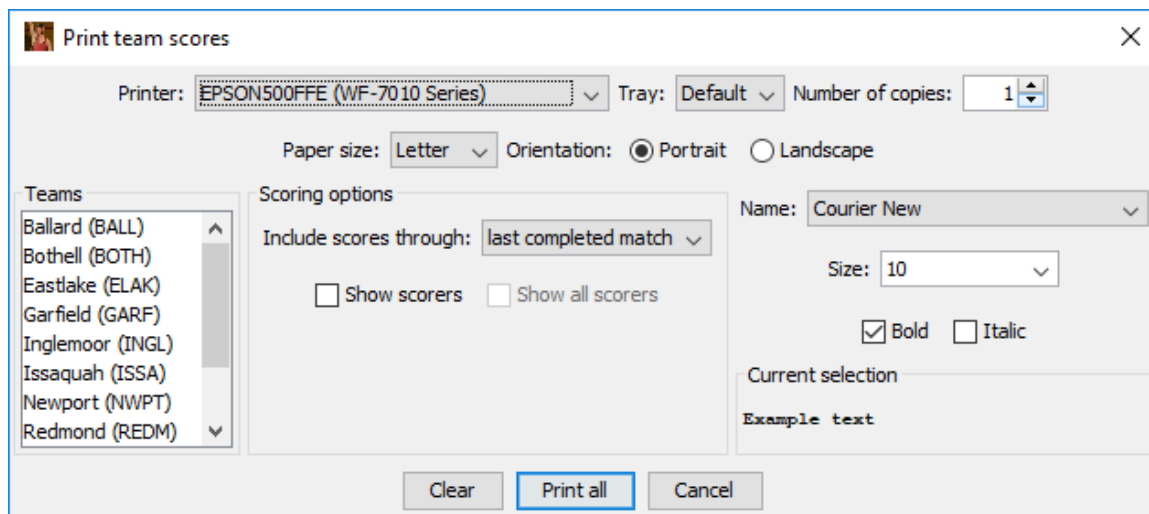 Print team scores
Printer: EPSON500FFE (WF-7010 Series) Tray: Default Number of copies: 1
Paper size: Letter Orientation: Portrait Landscape
Teams
Ballard (BALL)
Bothell (BOTH)
Eastlake (ELAK)
Garfield (GARF)
Inglemoor (INGL)
Issaquah (ISSA)
Newport (NWPT)
Redmond (REDM)
Scoring options
Include scores through: last completed match
Show scorers Show all scorers
Name: Courier New
Size: 10
Bold Italic
Current selection
Example text
Clear Print all Cancel